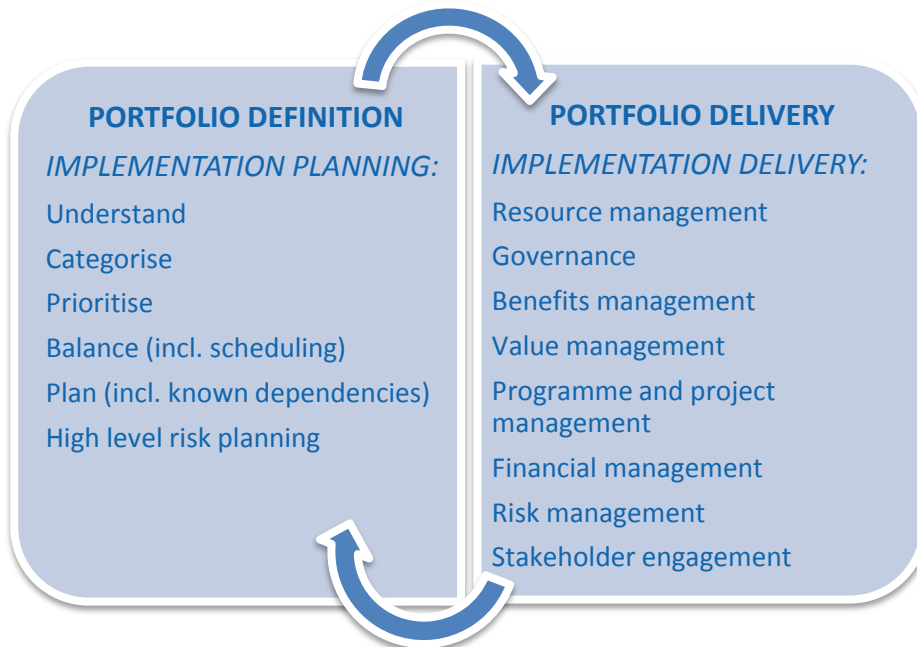 PORTFOLIO DEFINITION
IMPLEMENTATION PLANNING:
Understand
Categorise
Prioritise
Balance (incl. scheduling)
Plan (incl. known dependencies)
High level risk planning
PORTFOLIO DELIVERY
IMPLEMENTATION DELIVERY:
Resource management
Governance
Benefits management
Value management
Programme and project
management
Financial management
Risk management
Stakeholder engagement